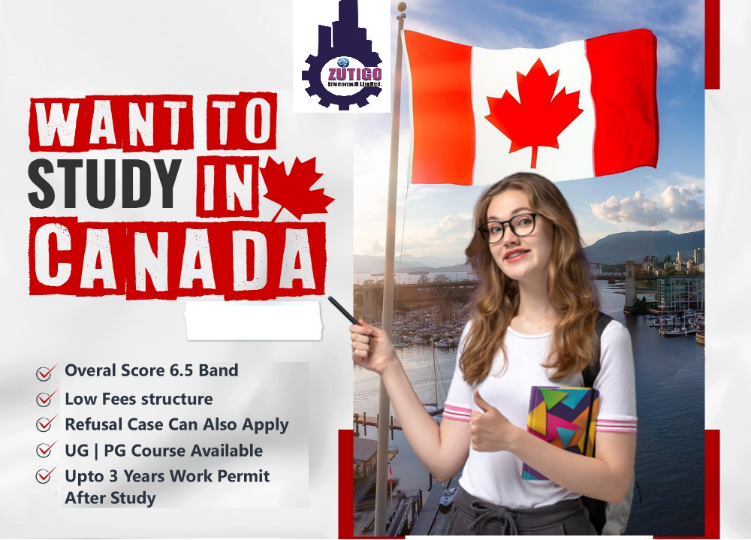 ZUTIGO
WANT TO
STUDY IN
CANADA
Overal Score 6.5 Band
Low Fees structure
Refusal Case Can Also Apply
UG | PG Course Available
Upto 3 Years Work Permit
After Study